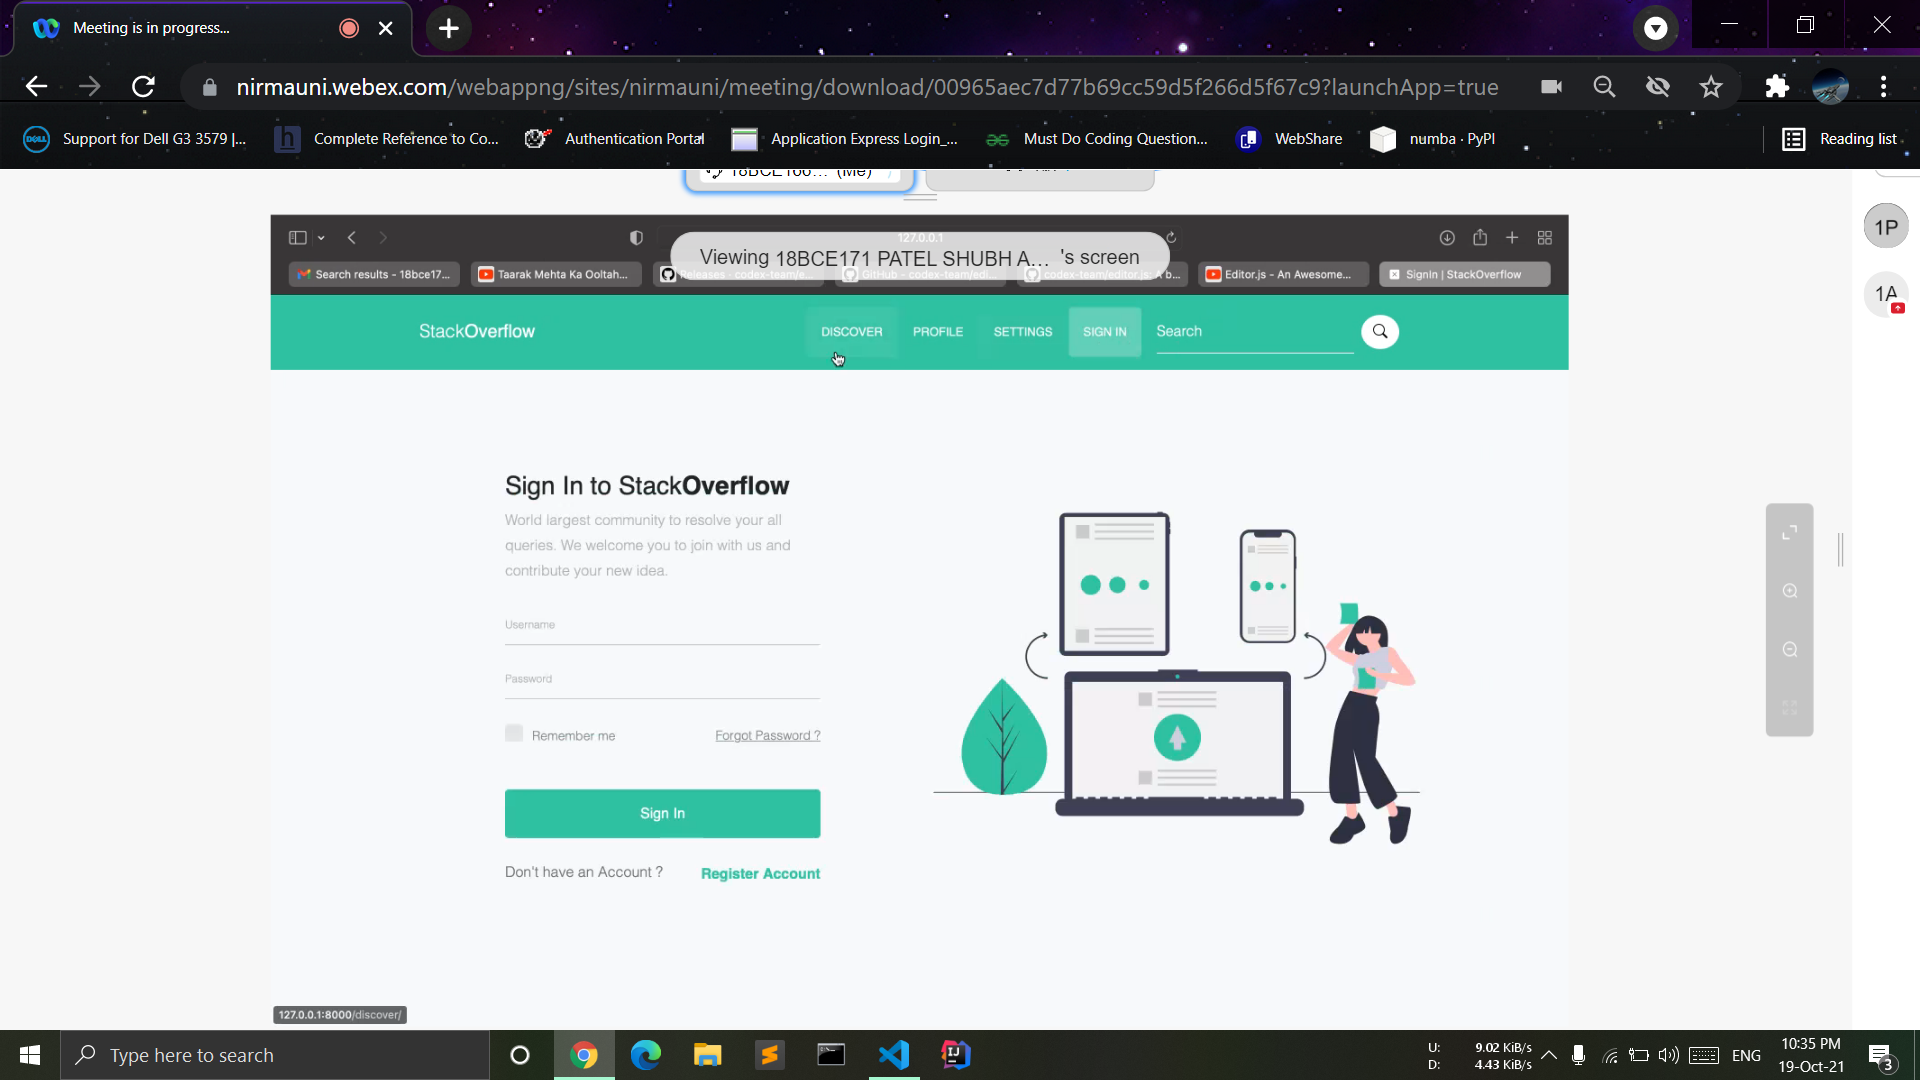 Meeting is in progress...
nirmauni.webex.com/webappng/sites/nirmauni/meeting/download/00965aec7d77b69cc59d5f266d5f67c9?launchApp=true
Support for Dell G3 3579 |... Complete Reference to Co... Authentication Portal Application Express Login_... Must Do Coding Question... WebShare numba · PyPI Reading list
18BCE166... (Me)
1P
127.0.0.1
Viewing 18BCE171 PATEL SHUBH A... 's screen
Search results - 18bce17... Taarak Mehta Ka Ooltah... Releases - codex-team/e... GitHub - codex-team/edi... codex-team/editor.js: A b... Editor.js - An Awesome... SignIn | StackOverflow
1A
StackOverflow DISCOVER PROFILE SETTINGS SIGN IN Search
Sign In to StackOverflow
World largest community to resolve your all
queries. We welcome you to join with us and
contribute your new idea.
Username
Password
Remember me Forgot Password ?
Sign In
Don't have an Account ? Register Account
127.0.0.1:8000/discover/
Type here to search
U: 9.02 KiB/s
D: 4.43 KiB/s
ENG
10:35 PM
19-Oct-21
3